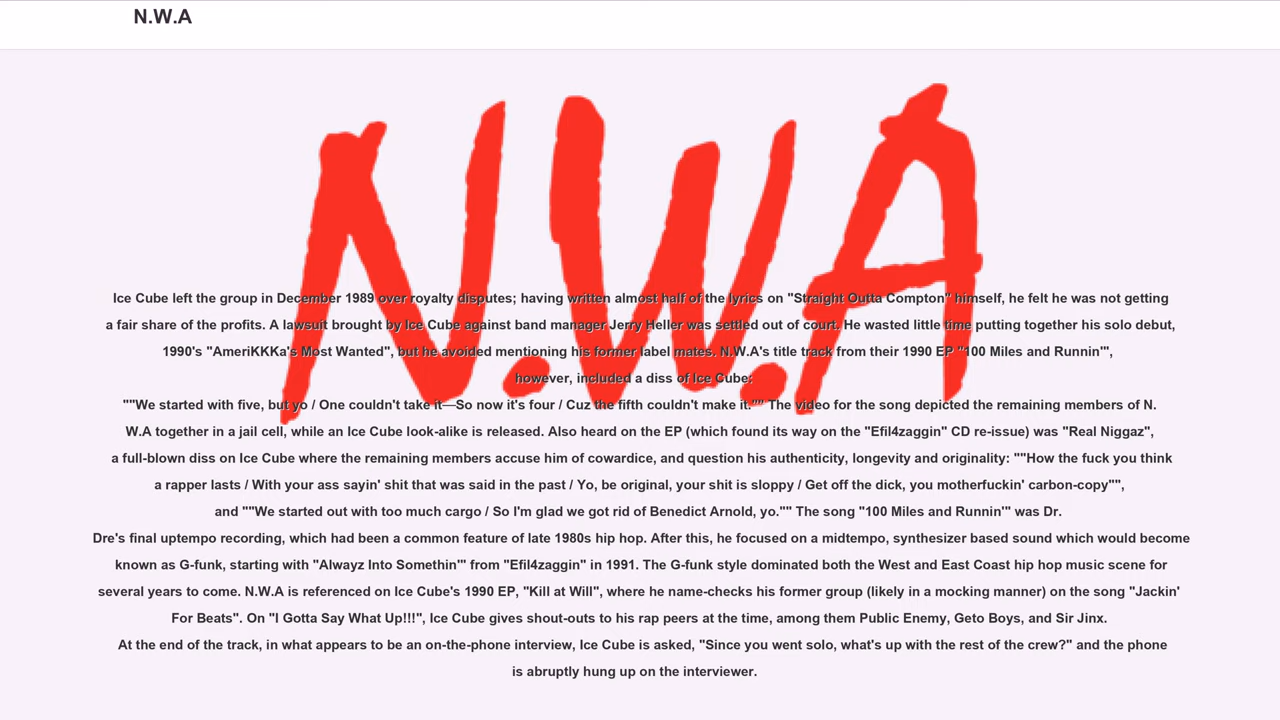 N.W.A
N.W.A
Ice Cube left the group in December 1989 over royalty disputes; having written almost half of the lyrics on "Straight Outta Compton" himself, he felt he was not getting
a fair share of the profits. A lawsuit brought by Ice Cube against band manager Jerry Heller was settled out of court. He wasted little time putting together his solo debut,
1990's "AmeriKKKa's Most Wanted", but he avoided mentioning his former label mates. N.W.A's title track from their 1990 EP "100 Miles and Runnin'",
however, included a diss of Ice Cube:
""We started with five, but yo / One couldn't take it—So now it's four / Cuz the fifth couldn't make it."" The video for the song depicted the remaining members of N.
W.A together in a jail cell, while an Ice Cube look-alike is released. Also heard on the EP (which found its way on the "Efil4zaggin" CD re-issue) was "Real Niggaz",
a full-blown diss on Ice Cube where the remaining members accuse him of cowardice, and question his authenticity, longevity and originality: ""How the fuck you think
a rapper lasts / With your ass sayin' shit that was said in the past / Yo, be original, your shit is sloppy / Get off the dick, you motherfuckin' carbon-copy"",
and ""We started out with too much cargo / So I'm glad we got rid of Benedict Arnold, yo."" The song "100 Miles and Runnin'" was Dr.
Dre's final uptempo recording, which had been a common feature of late 1980s hip hop. After this, he focused on a midtempo, synthesizer based sound which would become
known as G-funk, starting with "Alwayz Into Somethin'" from "Efil4zaggin" in 1991. The G-funk style dominated both the West and East Coast hip hop music scene for
several years to come. N.W.A is referenced on Ice Cube's 1990 EP, "Kill at Will", where he name-checks his former group (likely in a mocking manner) on the song "Jackin'
For Beats". On "I Gotta Say What Up!!!", Ice Cube gives shout-outs to his rap peers at the time, among them Public Enemy, Geto Boys, and Sir Jinx.
At the end of the track, in what appears to be an on-the-phone interview, Ice Cube is asked, "Since you went solo, what's up with the rest of the crew?" and the phone
is abruptly hung up on the interviewer.